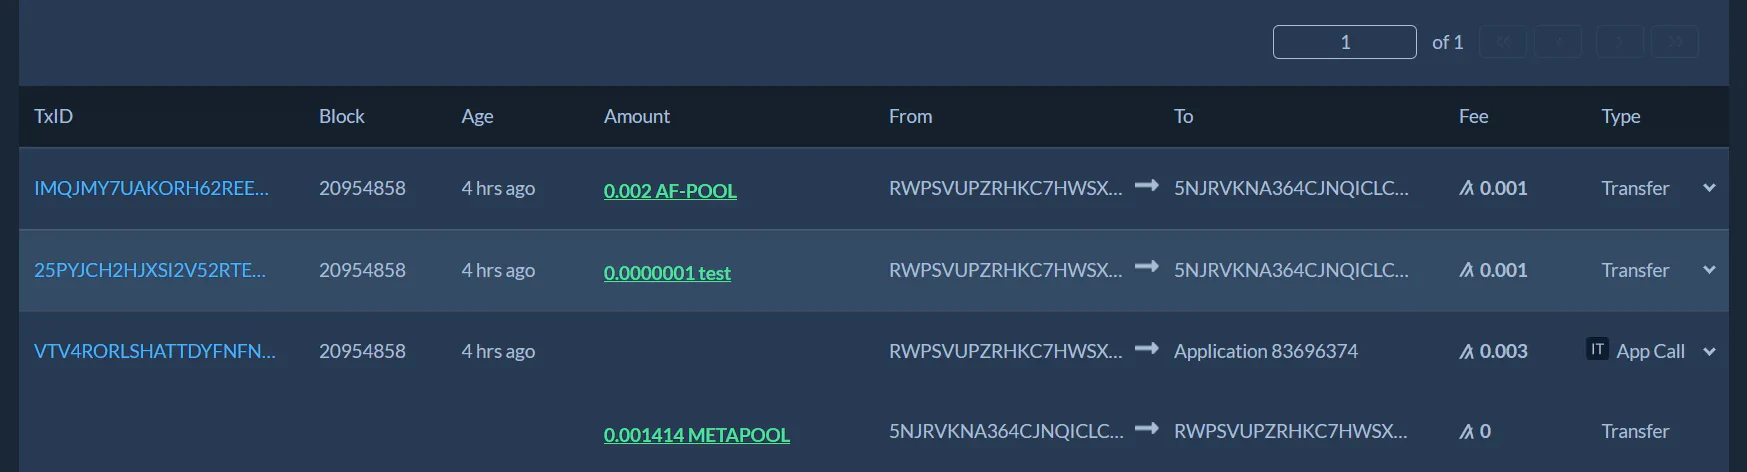 1 of 1
TxID Block Age Amount From To Fee Type
IMQJMY7UAKORH62REE... 20954858 4 hrs ago 0.002 AF-POOL RWPSVUPZRHKC7HWSX... 5NJRVKNA364CJNQICLC... 0.001 Transfer
25PYJCH2HJXSI2V52RTE... 20954858 4 hrs ago 0.0000001 test RWPSVUPZRHKC7HWSX... 5NJRVKNA364CJNQICLC... 0.001 Transfer
VTV4RORLSHATTDYFNFN... 20954858 4 hrs ago RWPSVUPZRHKC7HWSX... Application 83696374 0.003 IT App Call
0.001414 METAPOOL 5NJRVKNA364CJNQICLC... RWPSVUPZRHKC7HWSX... 0 Transfer